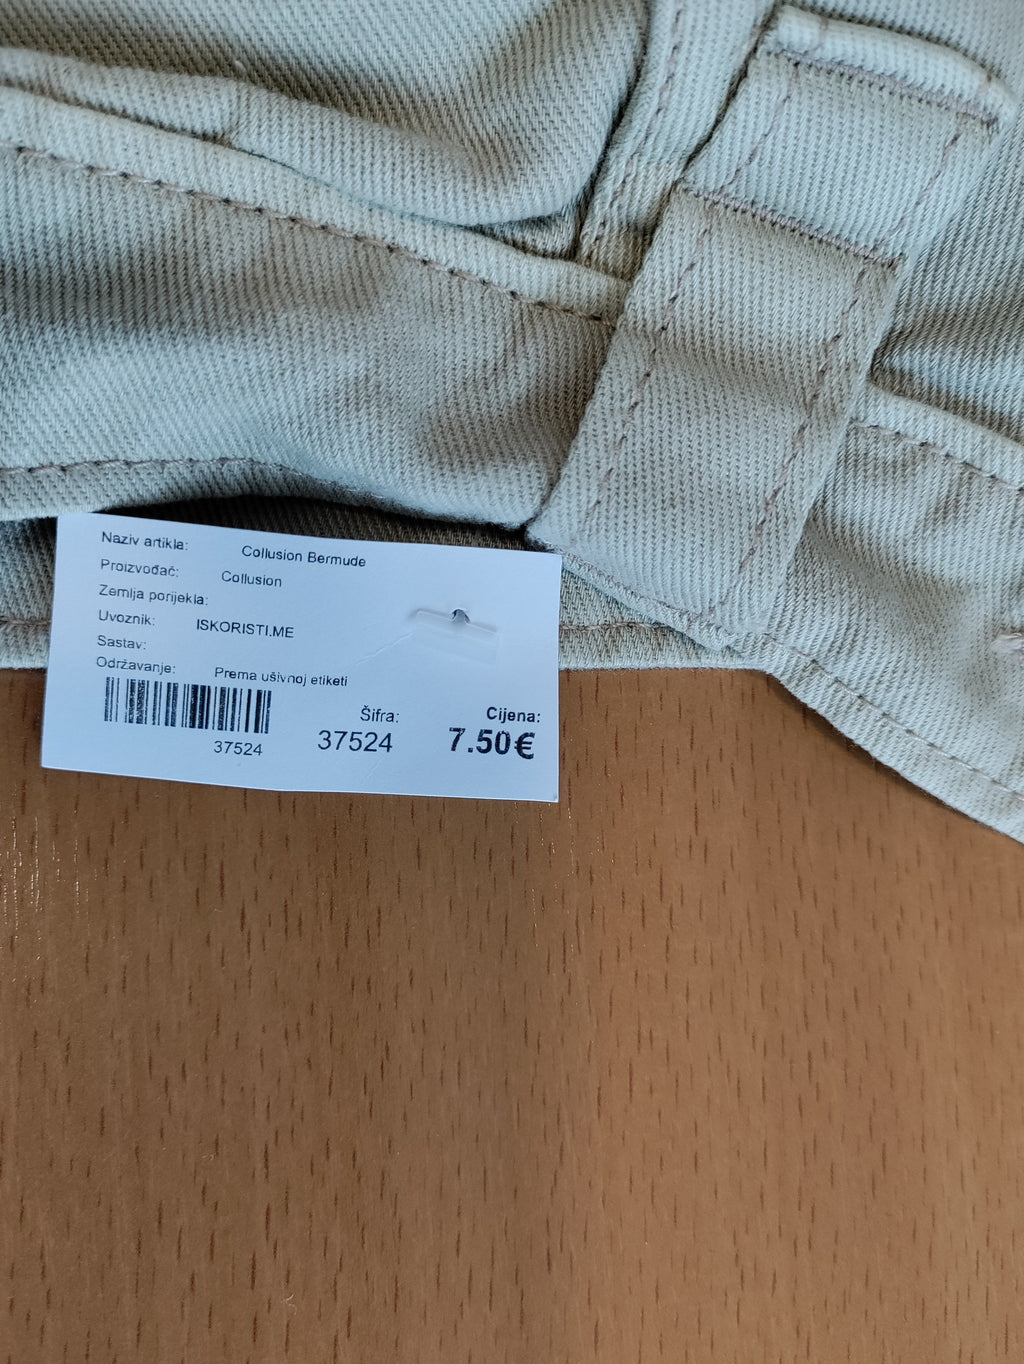 Naziv artikla: Collusion Bermude
Proizvođač: Collusion
Zemlja porijekla:
Uvoznik: ISKORISTI.ME
Sastav:
Održavanje: Prema ušivnoj etiketi
37524
Šifra:
37524
Cijena:
7.50€